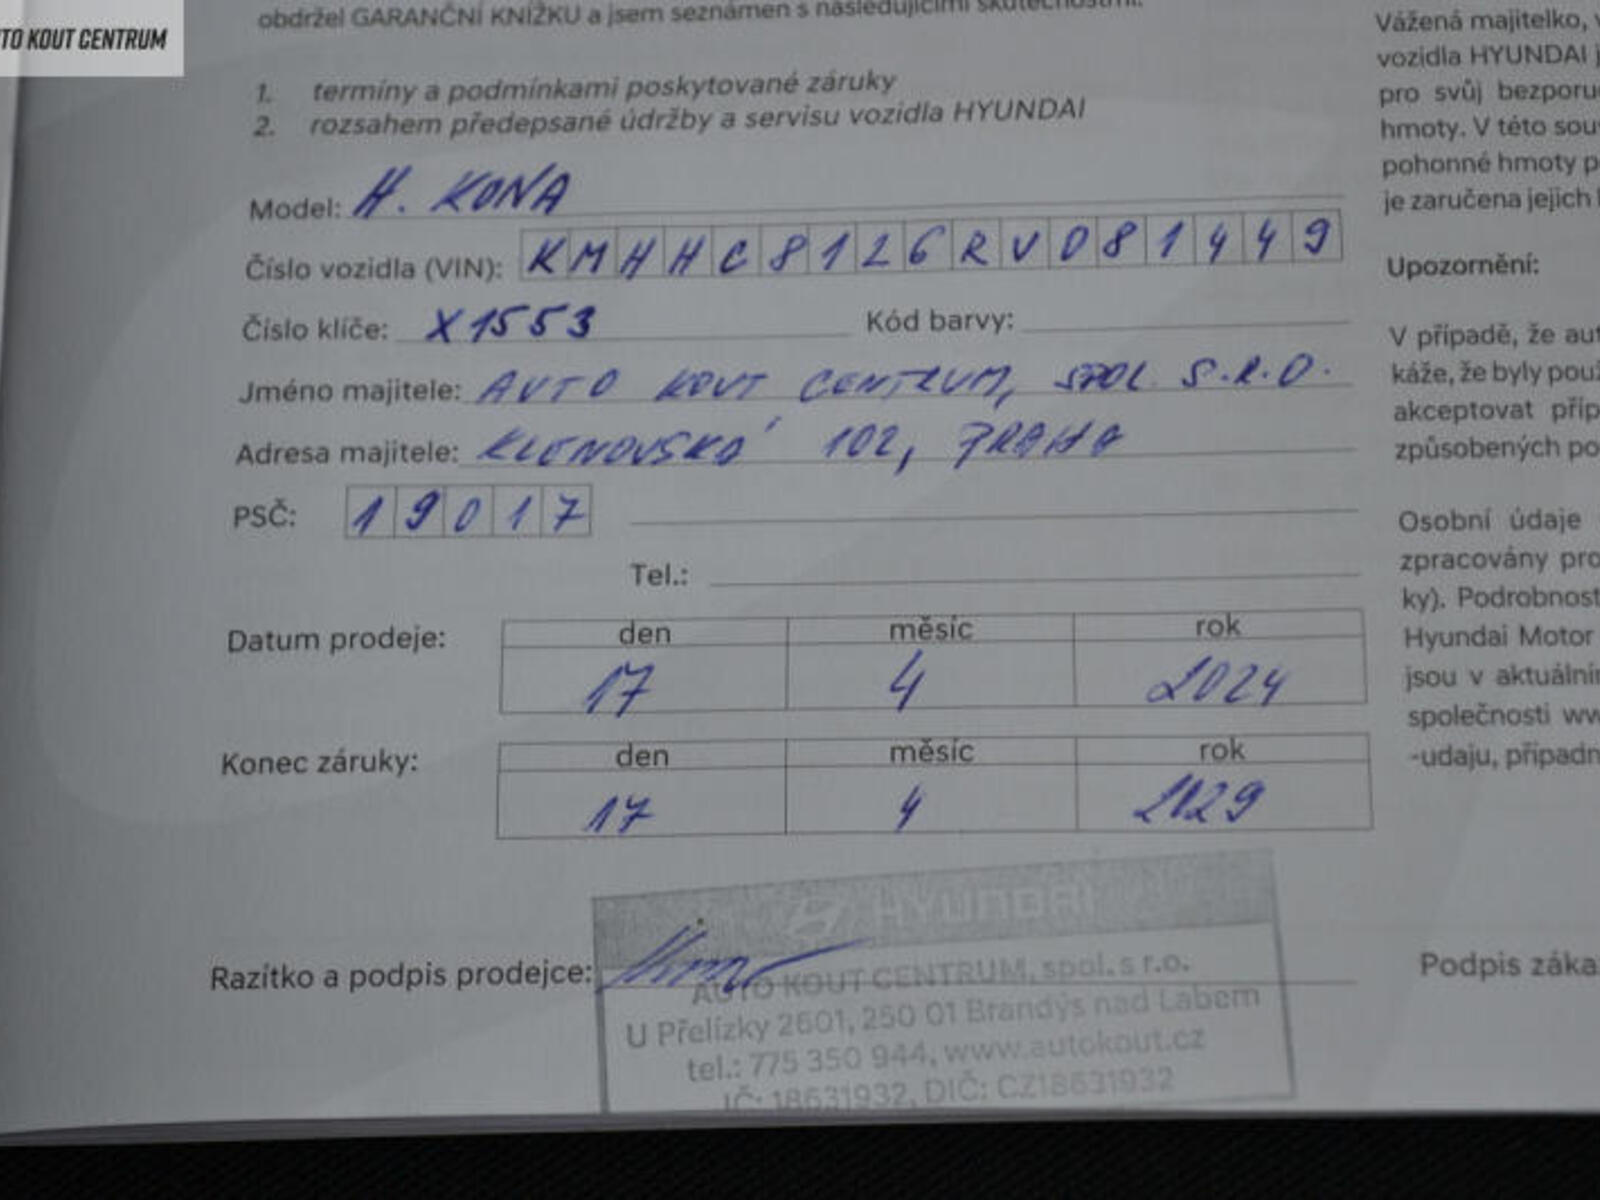 TO KOUT CENTRUM
obdržel GARANČNÍ KNÍŽKU a jsem seznámen s následujícími skutečnostmi:
1. termíny a podmínkami poskytované záruky
2. rozsahem předepsané údržby a servisu vozidla HYUNDAI
Model: H. KONA
Číslo vozidla (VIN): KMHHC8126RV081449
Číslo klíče: X1553 Kód barvy:
Jméno majitele: AUTO KOUT CENTRUM, SPOL. S.R.O.
Adresa majitele: KLENOVSKÁ 102, PRAHA
PSČ: 19017
Tel.:
Datum prodeje: den měsíc rok
17 4 2024
Konec záruky: den měsíc rok
17 4 2029
Razítko a podpis prodejce:
HYUNDAI
AUTO KOUT CENTRUM, spol. s r.o.
U Přelízky 2601, 250 01 Brandýs nad Labem
tel.: 775 350 944, www.autokout.cz
IČ: 18631932, DIČ: CZ18631932
Vážená majitelko, v
vozidla HYUNDAI j
pro svůj bezporu
hmoty. V této sou
pohonné hmoty p
je zaručena jejich
Upozornění:
V případě, že aut
káže, že byly použ
akceptovat příp
způsobených po
Osobní údaje
zpracovány pro
ky). Podrobnost
Hyundai Motor
jsou v aktuální
společnosti ww
-udaju, případn
Podpis záka